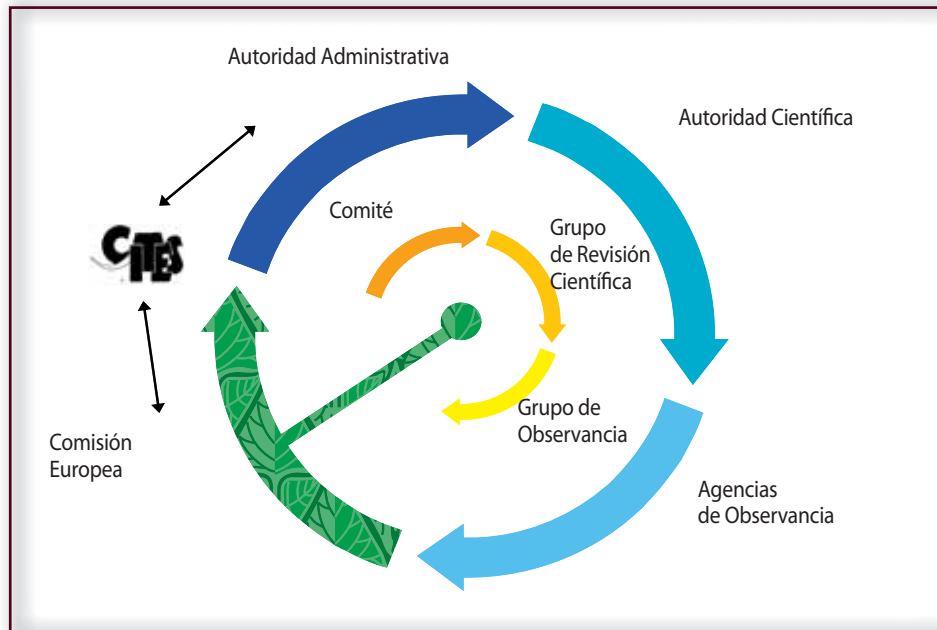 Autoridad Administrativa
Autoridad Científica
Comité
Grupo
de Revisión
Científica
CITES
Grupo de
Observancia
Comisión
Europea
Agencias
de Observancia